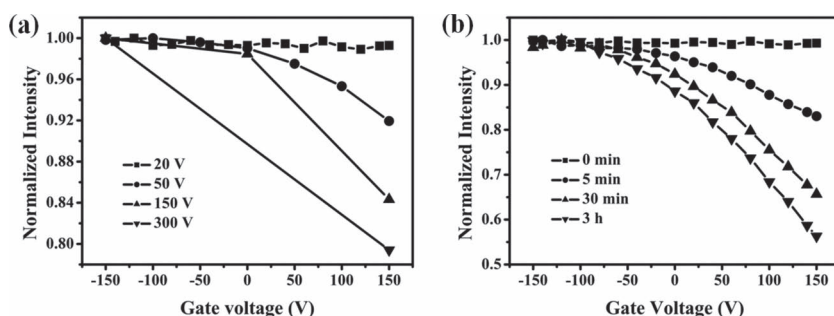 (a)
Normalized Intensity
1.00
0.96
0.92
0.88
0.84
0.80
20 V
50 V
150 V
300 V
-150 -100 -50 0 50 100 150
Gate voltage (V)
(b)
Normalized Intensity
1.0
0.9
0.8
0.7
0.6
0.5
0 min
5 min
30 min
3 h
-150 -100 -50 0 50 100 150
Gate Voltage (V)